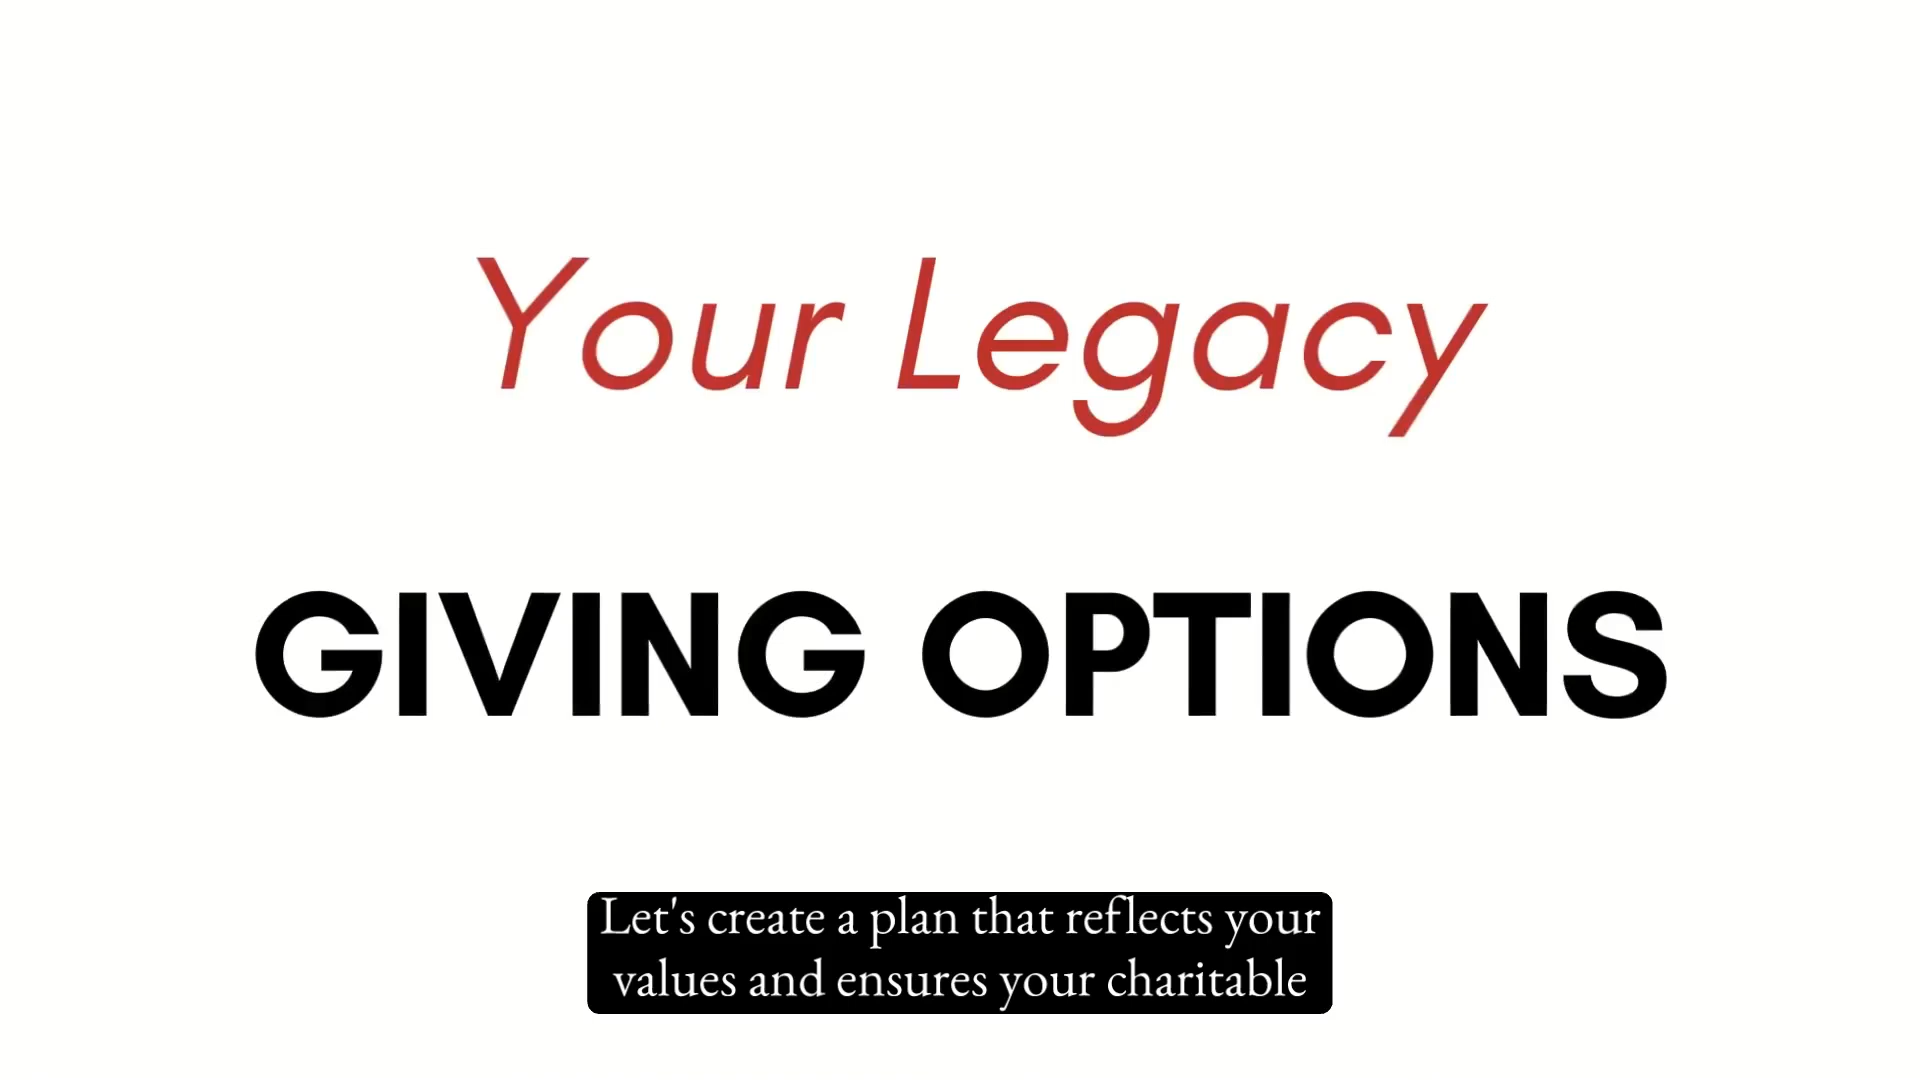 Your Legacy
GIVING OPTIONS
Let's create a plan that reflects your
values and ensures your charitable